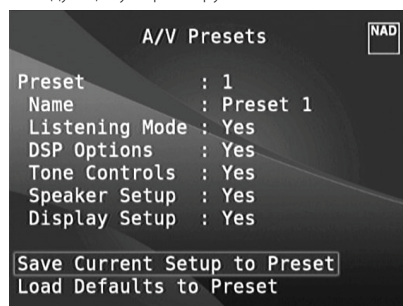 A/V Presets
NAD
Preset : 1
Name : Preset 1
Listening Mode : Yes
DSP Options : Yes
Tone Controls : Yes
Speaker Setup : Yes
Display Setup : Yes
Save Current Setup to Preset
Load Defaults to Preset